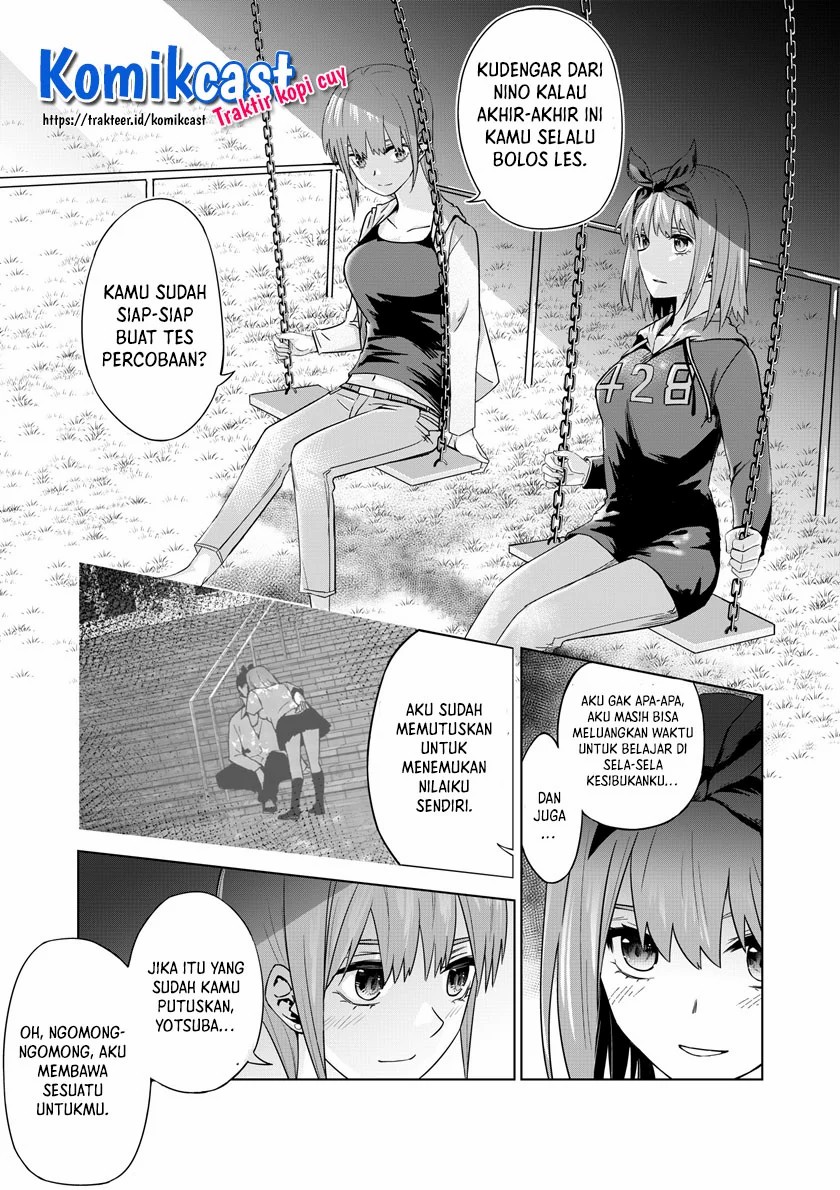 Komikcast
Traktir kopi cuy
https://trakteer.id/komikcast
KUDENGAR DARI
NINO KALAU
AKHIR-AKHIR INI
KAMU SELALU
BOLOS LES.
KAMU SUDAH
SIAP-SIAP
BUAT TES
PERCOBAAN?
428
AKU GAK APA-APA,
AKU MASIH BISA
MELUANGKAN WAKTU
UNTUK BELAJAR DI
SELA-SELA
KESIBUKANKU...
DAN
JUGA
...
AKU SUDAH
MEMUTUSKAN
UNTUK
MENEMUKAN
NILAIKU
SENDIRI.
JIKA ITU YANG
SUDAH KAMU
PUTUSKAN,
YOTSUBA...
OH, NGOMONG-
NGOMONG, AKU
MEMBAWA
SESUATU
UNTUKMU.